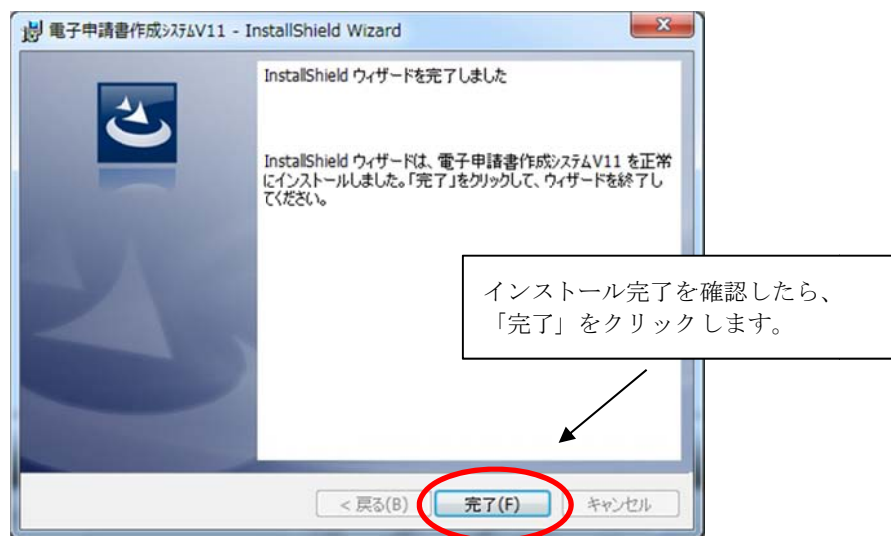 電子申請書作成ｼｽﾃﾑV11 - InstallShield Wizard
InstallShield ウィザードを完了しました
InstallShield ウィザードは、電子申請書作成ｼｽﾃﾑV11 を正常
にインストールしました。「完了」をクリックして、ウィザードを終了し
てください。
インストール完了を確認したら、
「完了」をクリックします。
< 戻る(B)
完了(F)
キャンセル